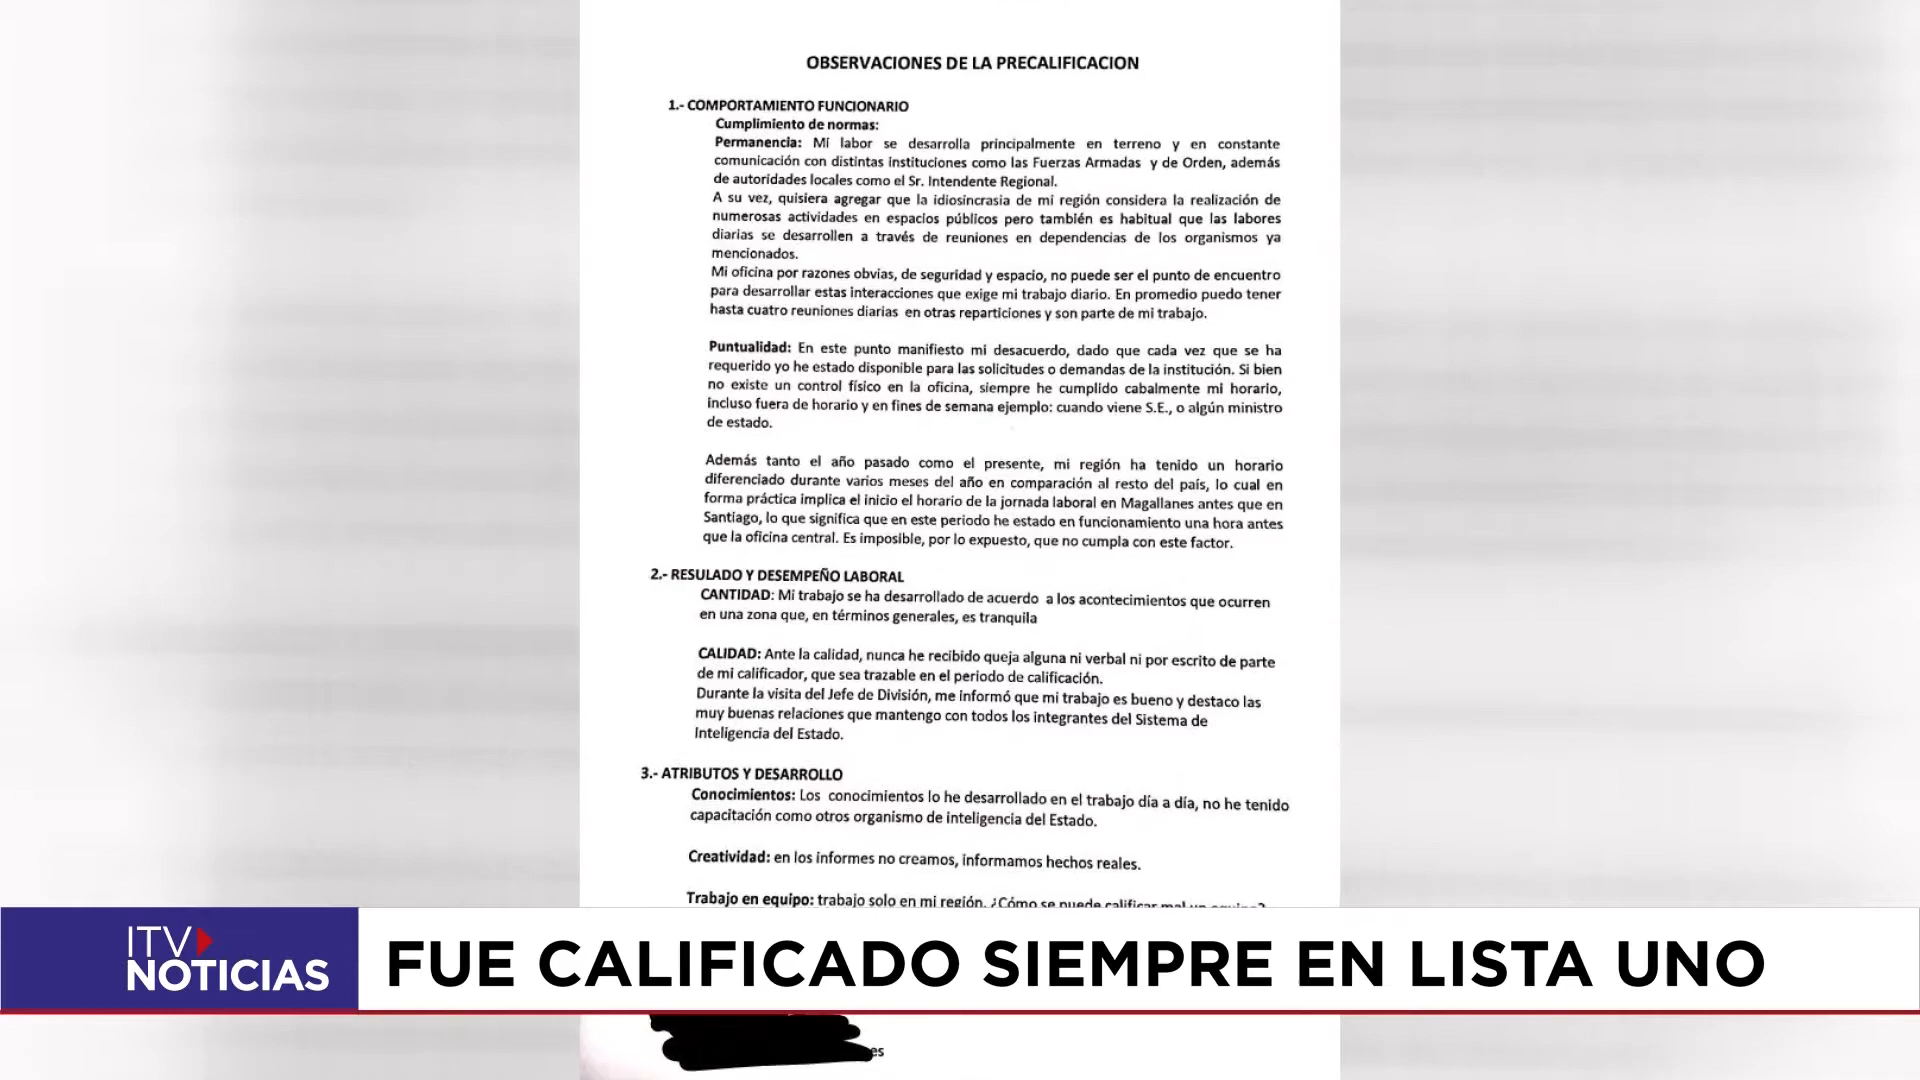 OBSERVACIONES DE LA PRECALIFICACION
1.- COMPORTAMIENTO FUNCIONARIO
Cumplimiento de normas:
Permanencia: Mi labor se desarrolla principalmente en terreno y en constante
comunicación con distintas instituciones como las Fuerzas Armadas y de Orden, además
de autoridades locales como el Sr. Intendente Regional.
A su vez, quisiera agregar que la idiosincrasia de mi región considera la realización de
numerosas actividades en espacios públicos pero también es habitual que las labores
diarias se desarrollen a través de reuniones en dependencias de los organismos ya
mencionados.
Mi oficina por razones obvias, de seguridad y espacio, no puede ser el punto de encuentro
para desarrollar estas interacciones que exige mi trabajo diario. En promedio puedo tener
hasta cuatro reuniones diarias en otras reparticiones y son parte de mi trabajo.
Puntualidad: En este punto manifiesto mi desacuerdo, dado que cada vez que se ha
requerido yo he estado disponible para las solicitudes o demandas de la institución. Si bien
no existe un control físico en la oficina, siempre he cumplido cabalmente mi horario,
incluso fuera de horario y en fines de semana ejemplo: cuando viene S.E., o algún ministro
de estado.
Además tanto el año pasado como el presente, mi región ha tenido un horario
diferenciado durante varios meses del año en comparación al resto del país, lo cual en
forma práctica implica el inicio el horario de la jornada laboral en Magallanes antes que en
Santiago, lo que significa que en este periodo he estado en funcionamiento una hora antes
que la oficina central. Es imposible, por lo expuesto, que no cumpla con este factor.
2.- RESULADO Y DESEMPEÑO LABORAL
CANTIDAD: Mi trabajo se ha desarrollado de acuerdo a los acontecimientos que ocurren
en una zona que, en términos generales, es tranquila
CALIDAD: Ante la calidad, nunca he recibido queja alguna ni verbal ni por escrito de parte
de mi calificador, que sea trazable en el periodo de calificación.
Durante la visita del Jefe de División, me informó que mi trabajo es bueno y destaco las
muy buenas relaciones que mantengo con todos los integrantes del Sistema de
Inteligencia del Estado.
3.- ATRIBUTOS Y DESARROLLO
Conocimientos: Los conocimientos lo he desarrollado en el trabajo día a día, no he tenido
capacitación como otros organismo de inteligencia del Estado.
Creatividad: en los informes no creamos, informamos hechos reales.
Trabajo en equipo: trabajo solo en mi región. ¿Cómo se puede calificar mal un equipo?
ITV
NOTICIAS
FUE CALIFICADO SIEMPRE EN LISTA UNO
es